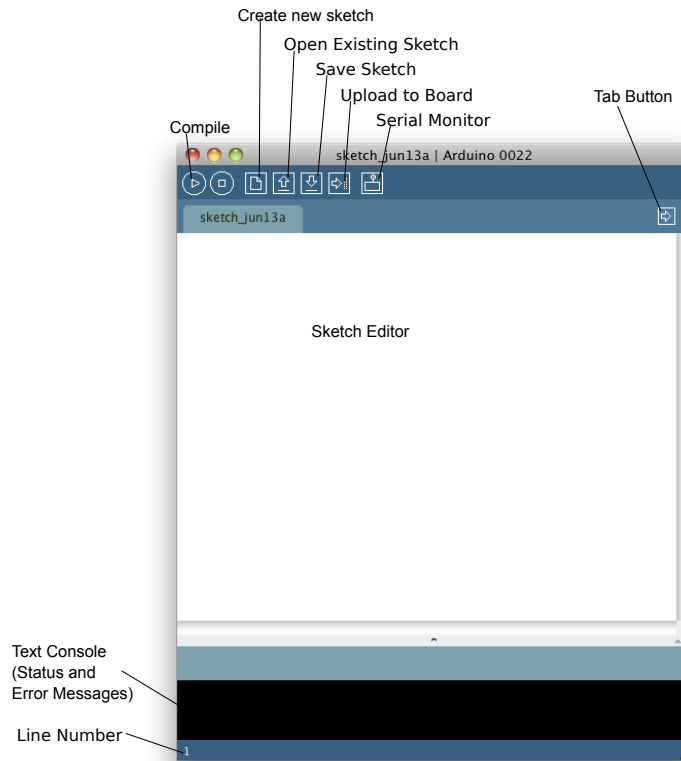 Create new sketch
Open Existing Sketch
Save Sketch
Upload to Board
Tab Button
Serial Monitor
Compile
sketch_jun13a | Arduino 0022
sketch_jun13a
Sketch Editor
Text Console
(Status and
Error Messages)
Line Number
1